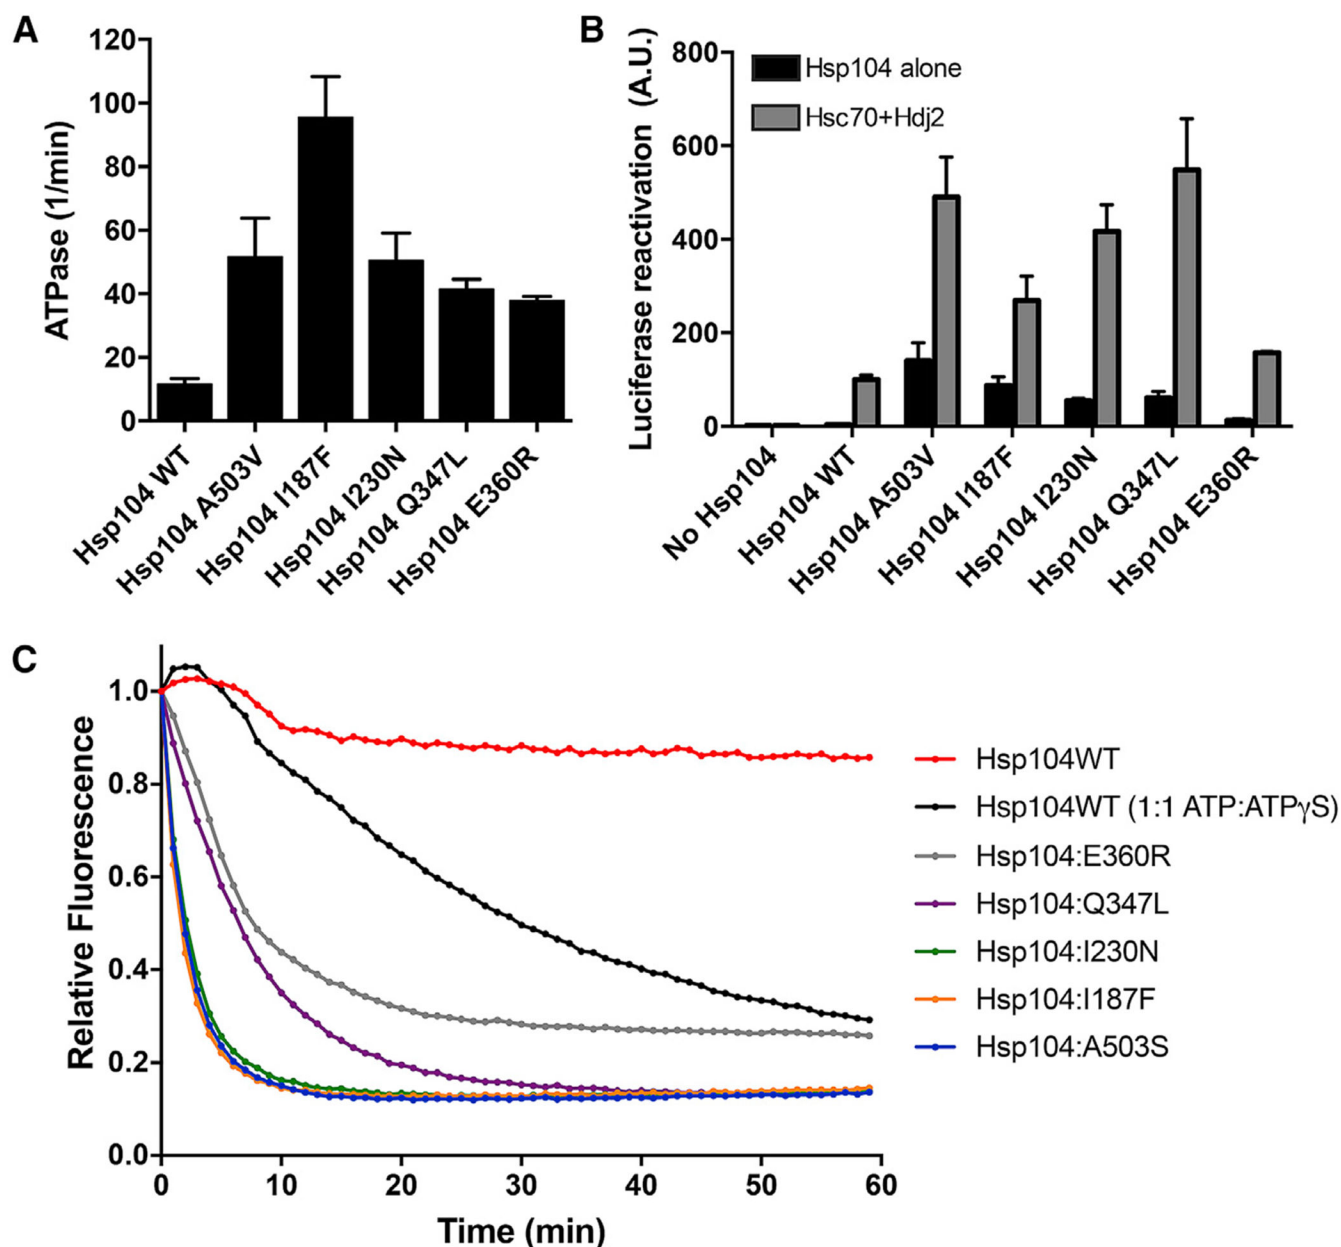 A
ATPase (1/min)
120
100
80
60
40
20
0
Hsp104 WT
Hsp104 A503V
Hsp104 I187F
Hsp104 I230N
Hsp104 Q347L
Hsp104 E360R
B
Luciferase reactivation (A.U.)
800
600
400
200
0
Hsp104 alone
Hsc70+Hdj2
No Hsp104
Hsp104 WT
Hsp104 A503V
Hsp104 I187F
Hsp104 I230N
Hsp104 Q347L
Hsp104 E360R
C
Relative Fluorescence
1.0
0.8
0.6
0.4
0.2
0.0
0 10 20 30 40 50 60
Time (min)
Hsp104WT
Hsp104WT (1:1 ATP:ATPγS)
Hsp104:E360R
Hsp104:Q347L
Hsp104:I230N
Hsp104:I187F
Hsp104:A503S